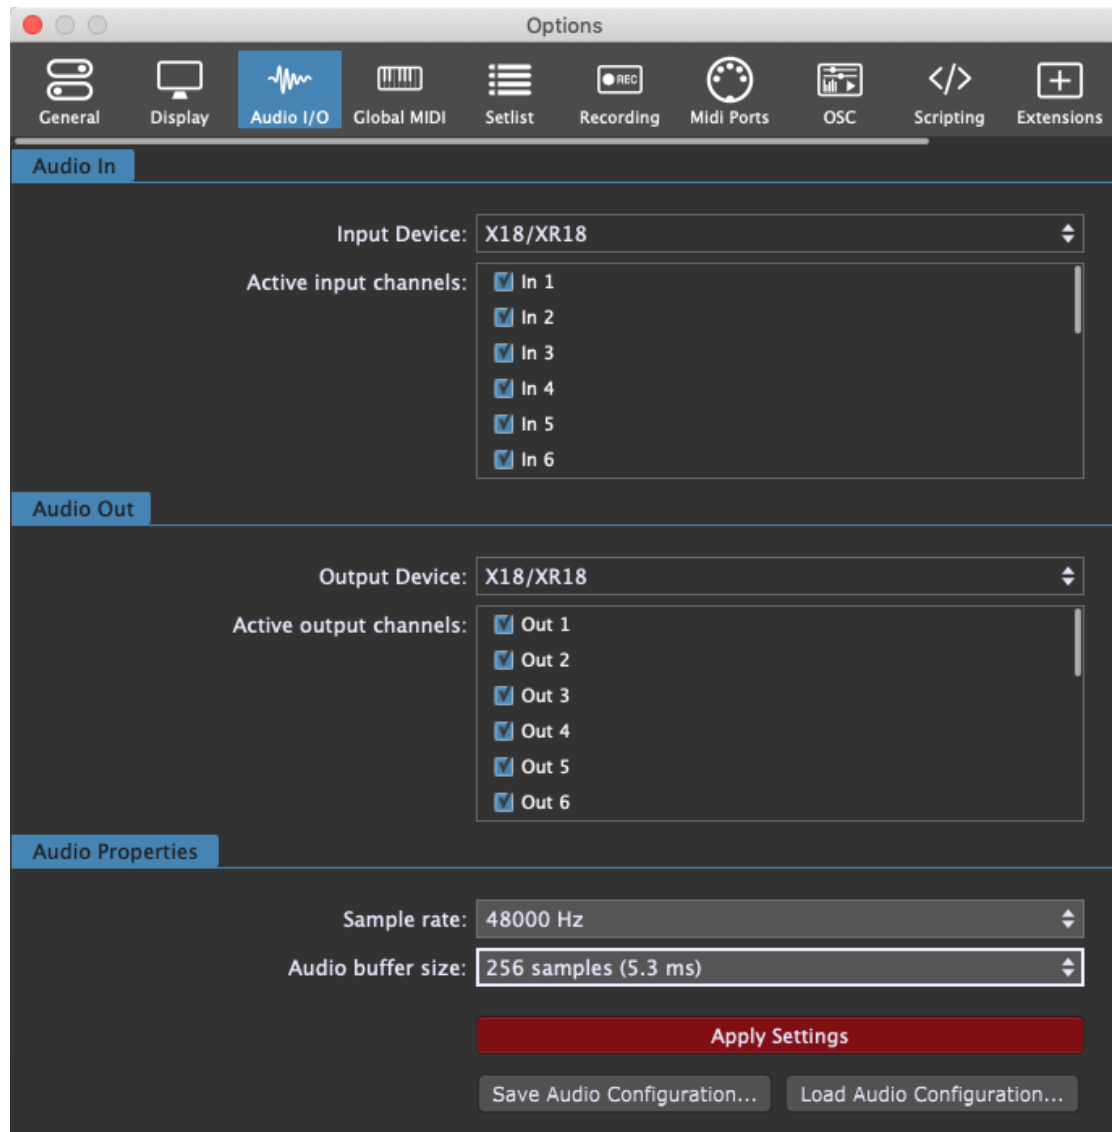 Options
General Display Audio I/O Global MIDI Setlist REC Recording Midi Ports OSC </> Scripting Extensions
Audio In
Input Device: X18/XR18
Active input channels: In 1
In 2
In 3
In 4
In 5
In 6
Audio Out
Output Device: X18/XR18
Active output channels: Out 1
Out 2
Out 3
Out 4
Out 5
Out 6
Audio Properties
Sample rate: 48000 Hz
Audio buffer size: 256 samples (5.3 ms)
Apply Settings
Save Audio Configuration... Load Audio Configuration...